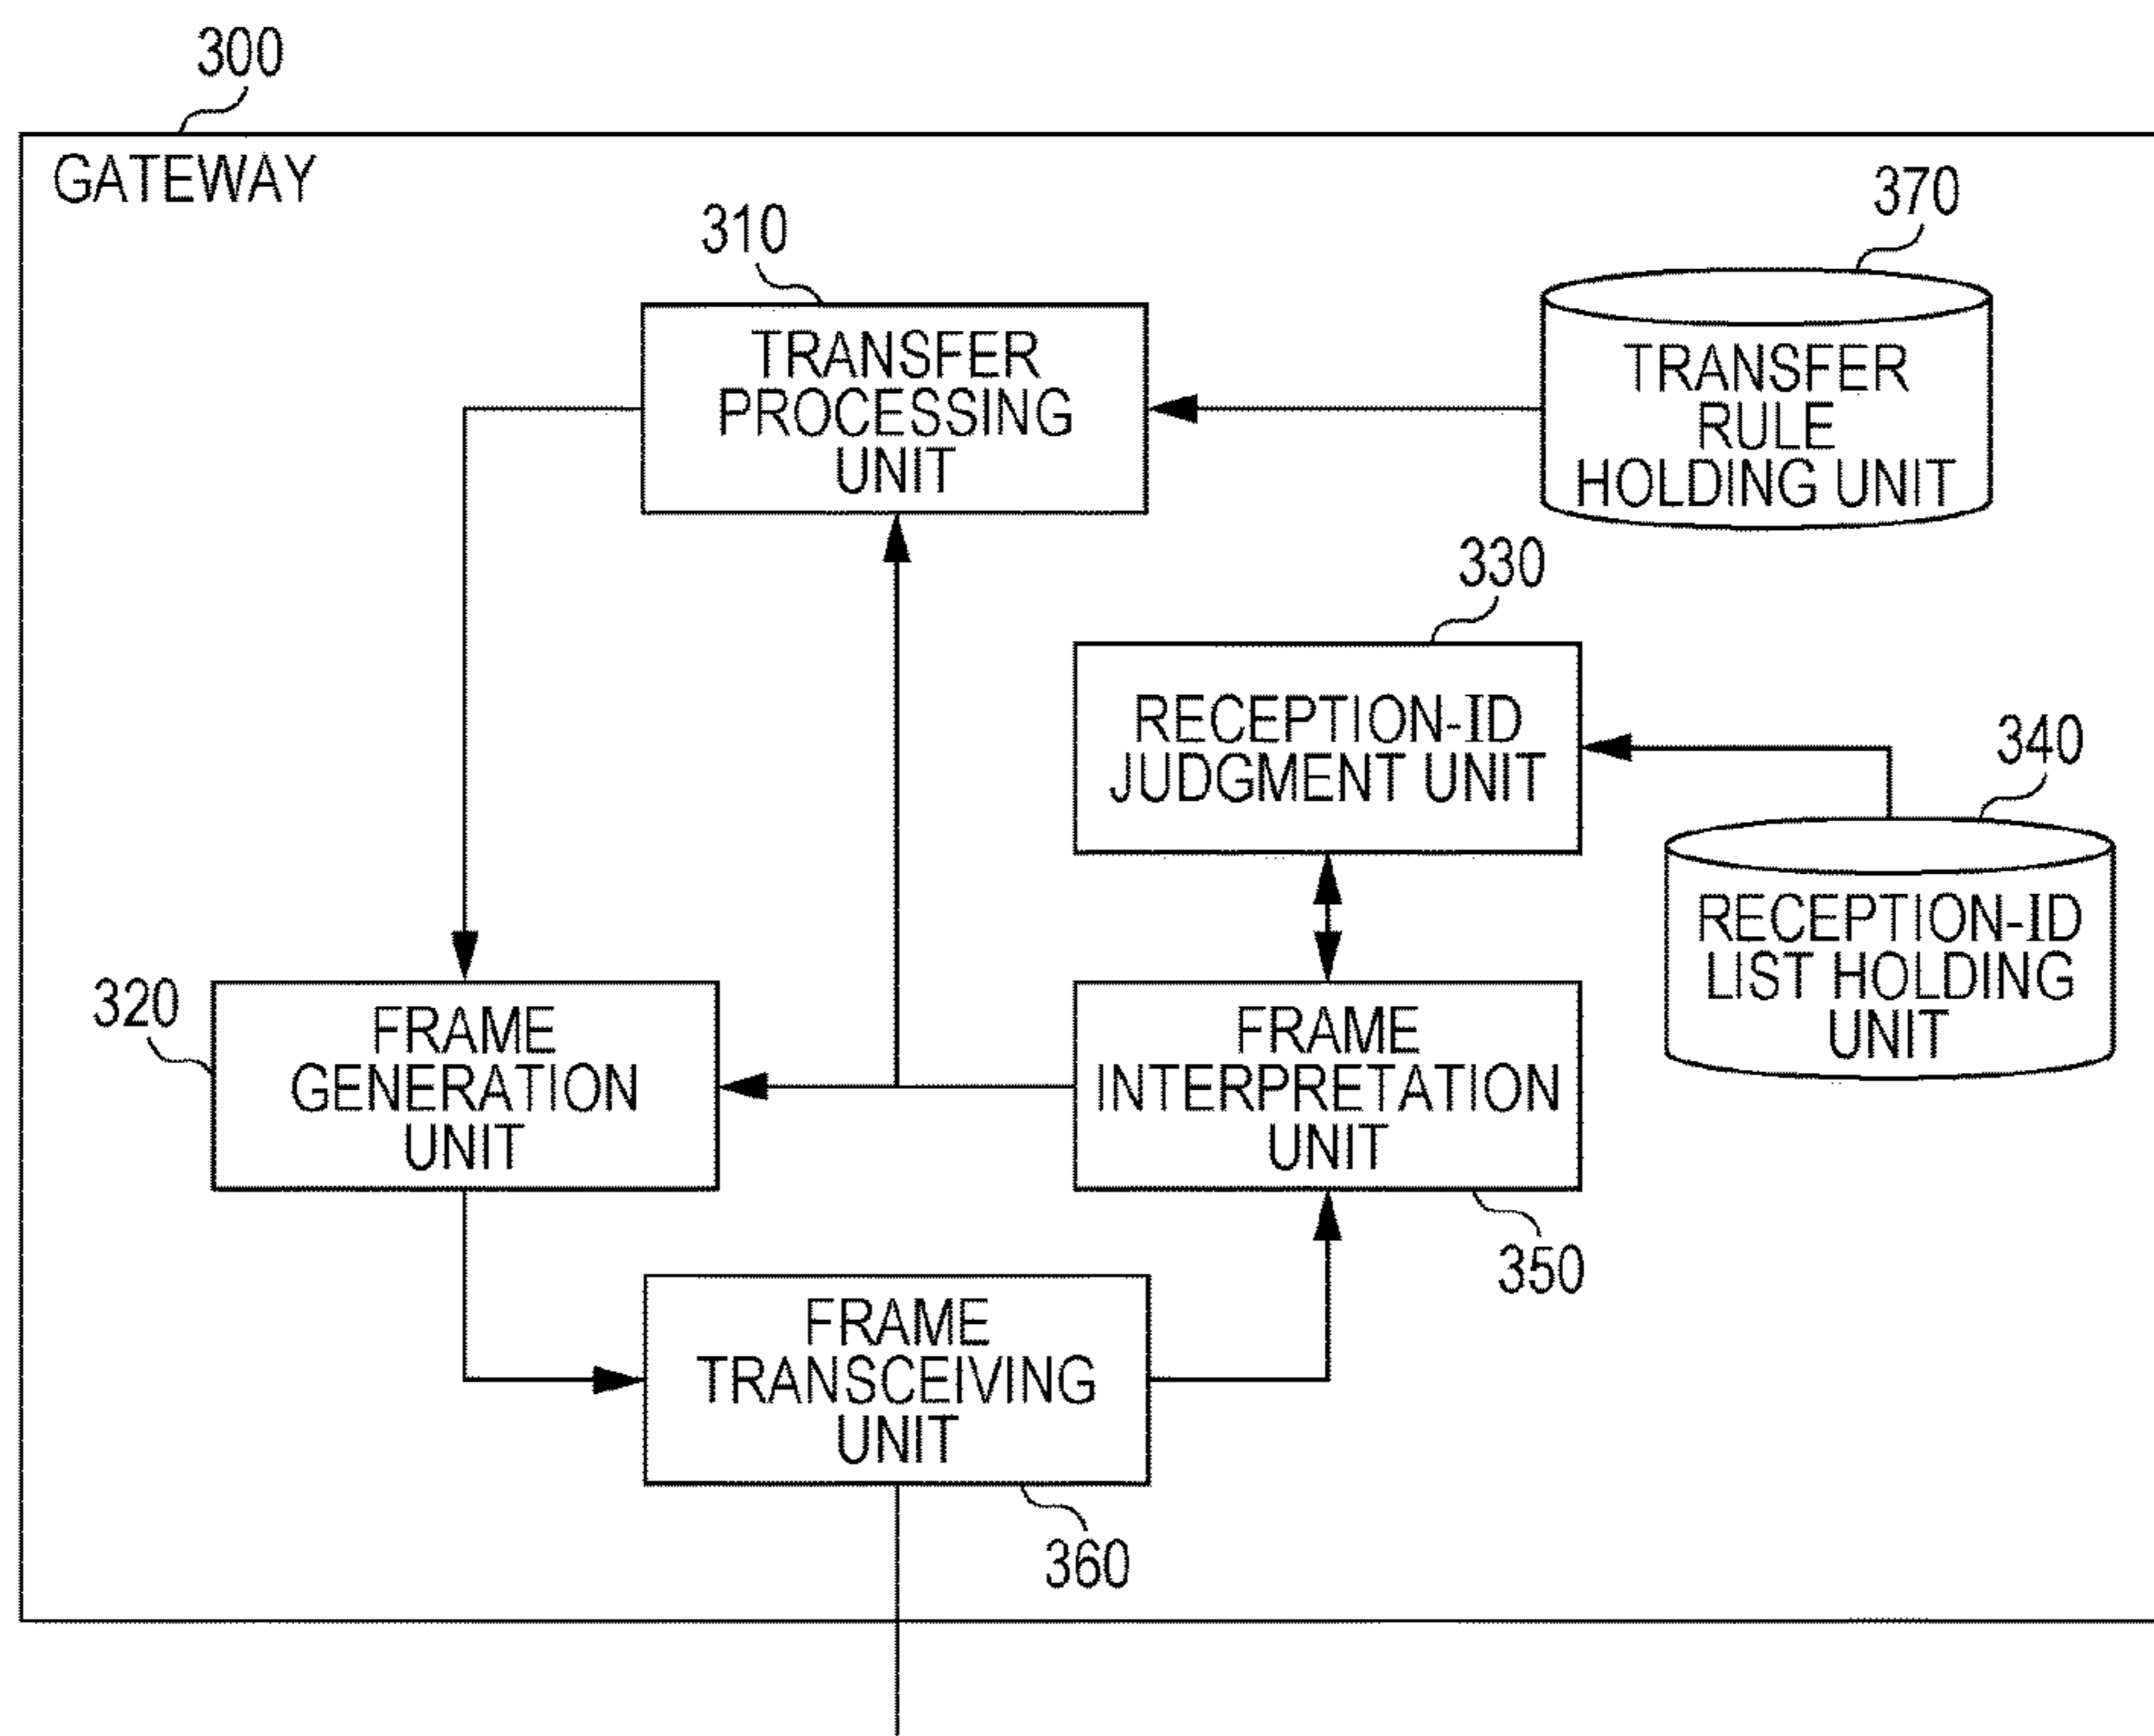 300
GATEWAY
310
370
TRANSFER
PROCESSING
UNIT
TRANSFER
RULE
HOLDING UNIT
330
RECEPTION-ID
JUDGMENT UNIT
340
RECEPTION-ID
LIST HOLDING
UNIT
320
FRAME
GENERATION
UNIT
FRAME
INTERPRETATION
UNIT
350
FRAME
TRANSCEIVING
UNIT
360